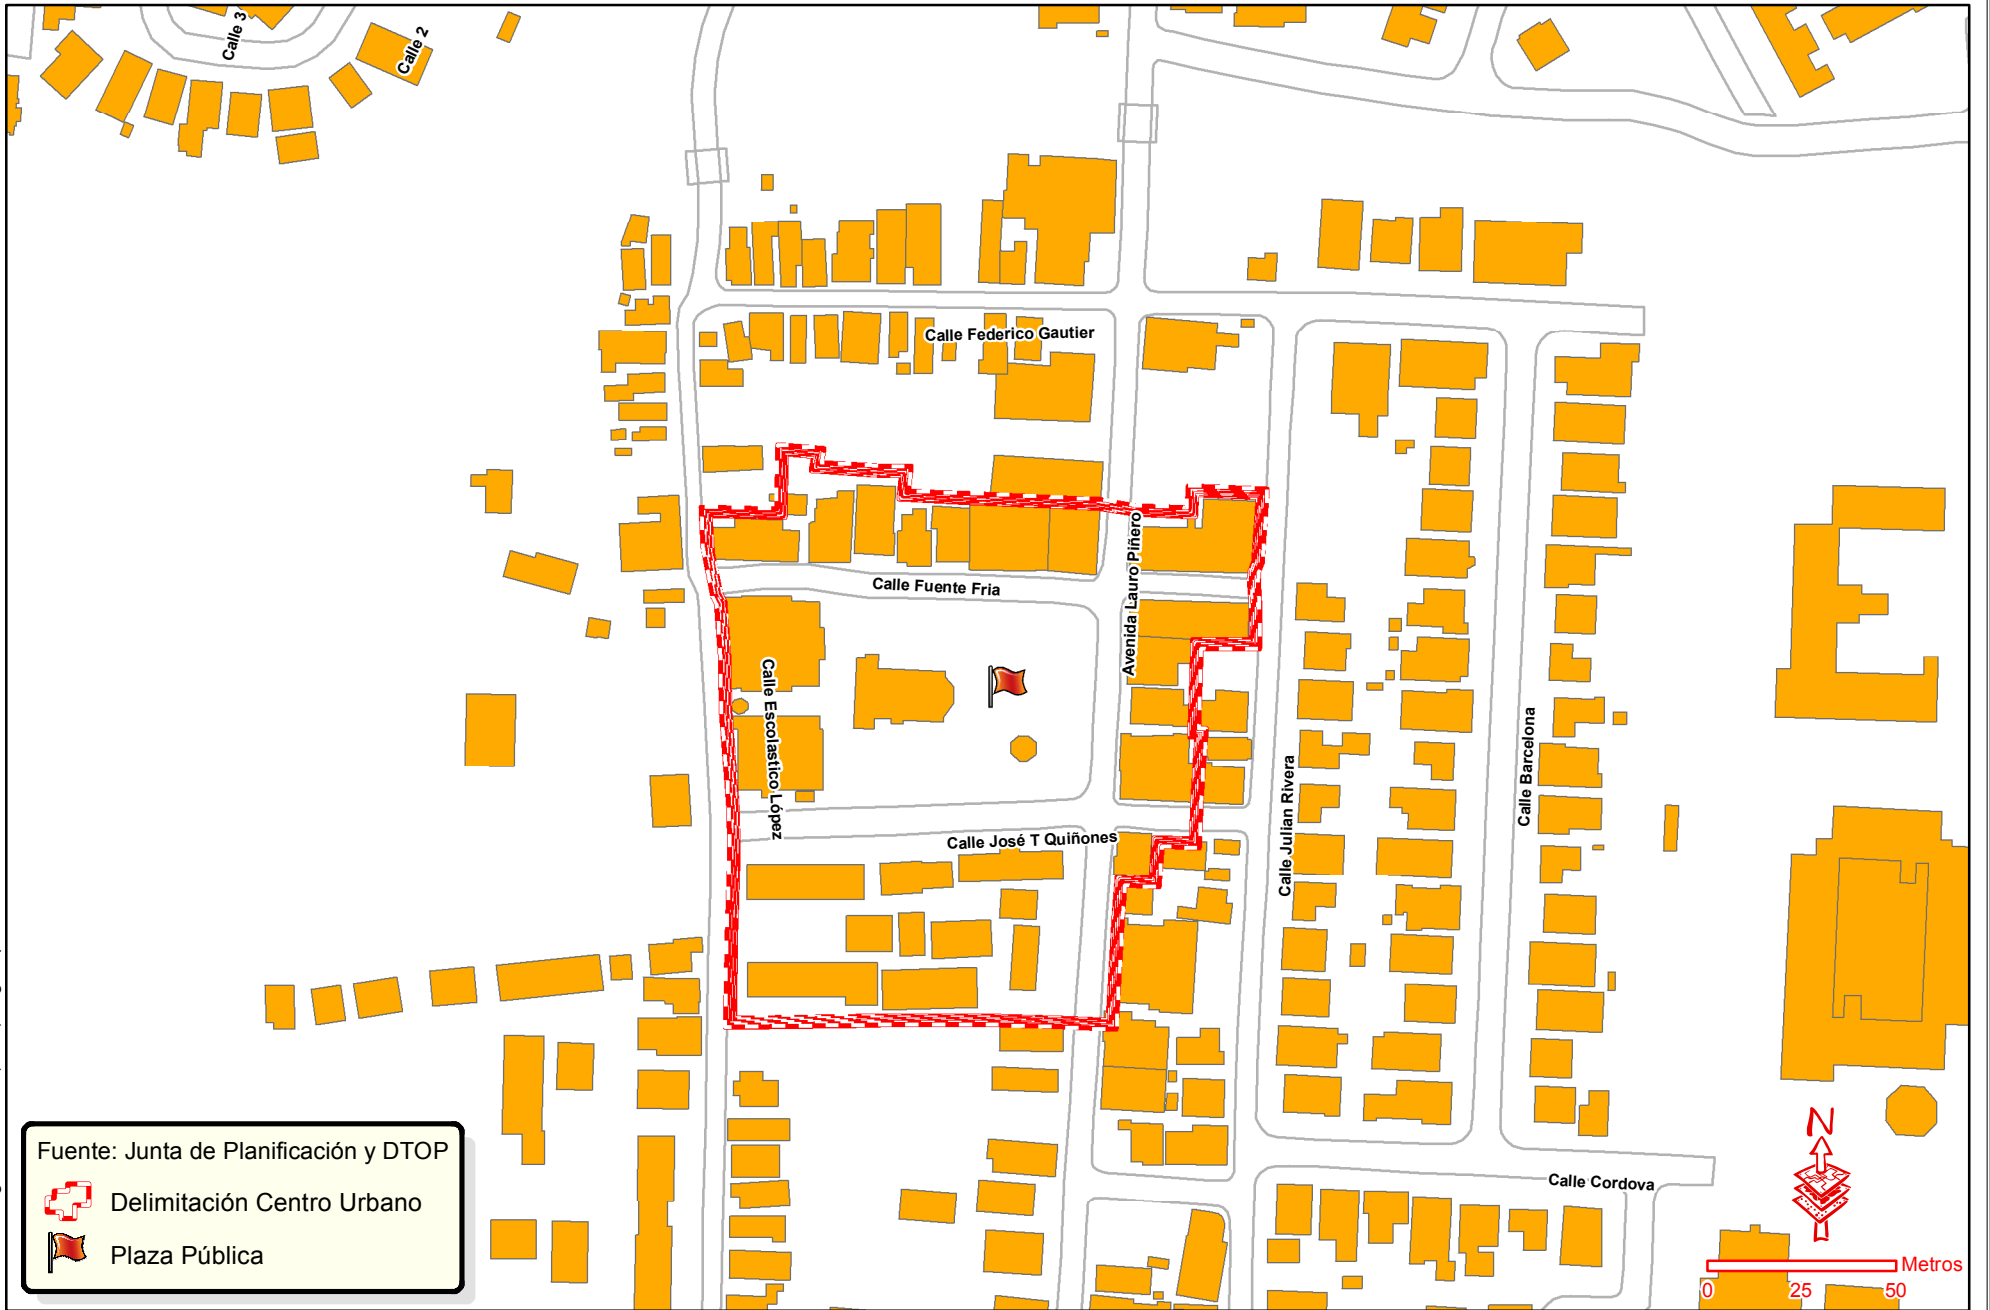 Calle 3
Calle 2
Calle Federico Gautier
Calle Fuente Fria
Avenida Lauro Piñero
Calle Escolastico López
Calle José T Quiñones
Calle Julian Rivera
Calle Barcelona
Calle Cordova
Fuente: Junta de Planificación y DTOP
Delimitación Centro Urbano
Plaza Pública
N
Metros
0 25 50